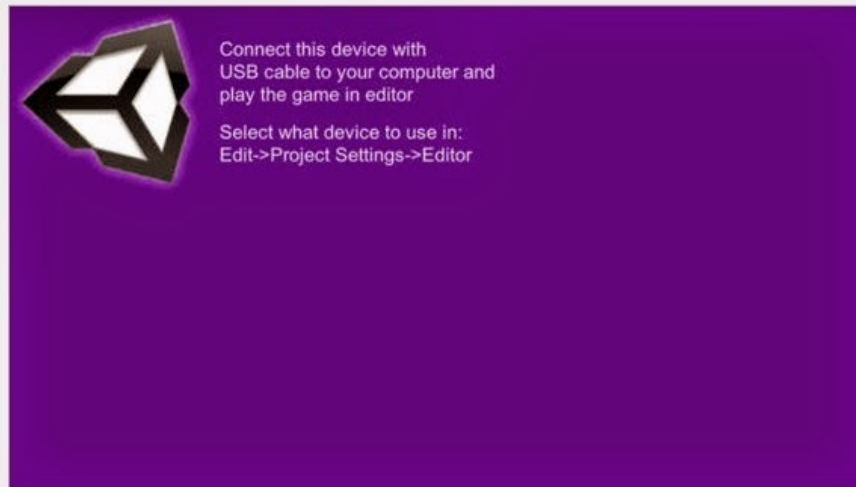 Connect this device with
USB cable to your computer and
play the game in editor
Select what device to use in:
Edit->Project Settings->Editor